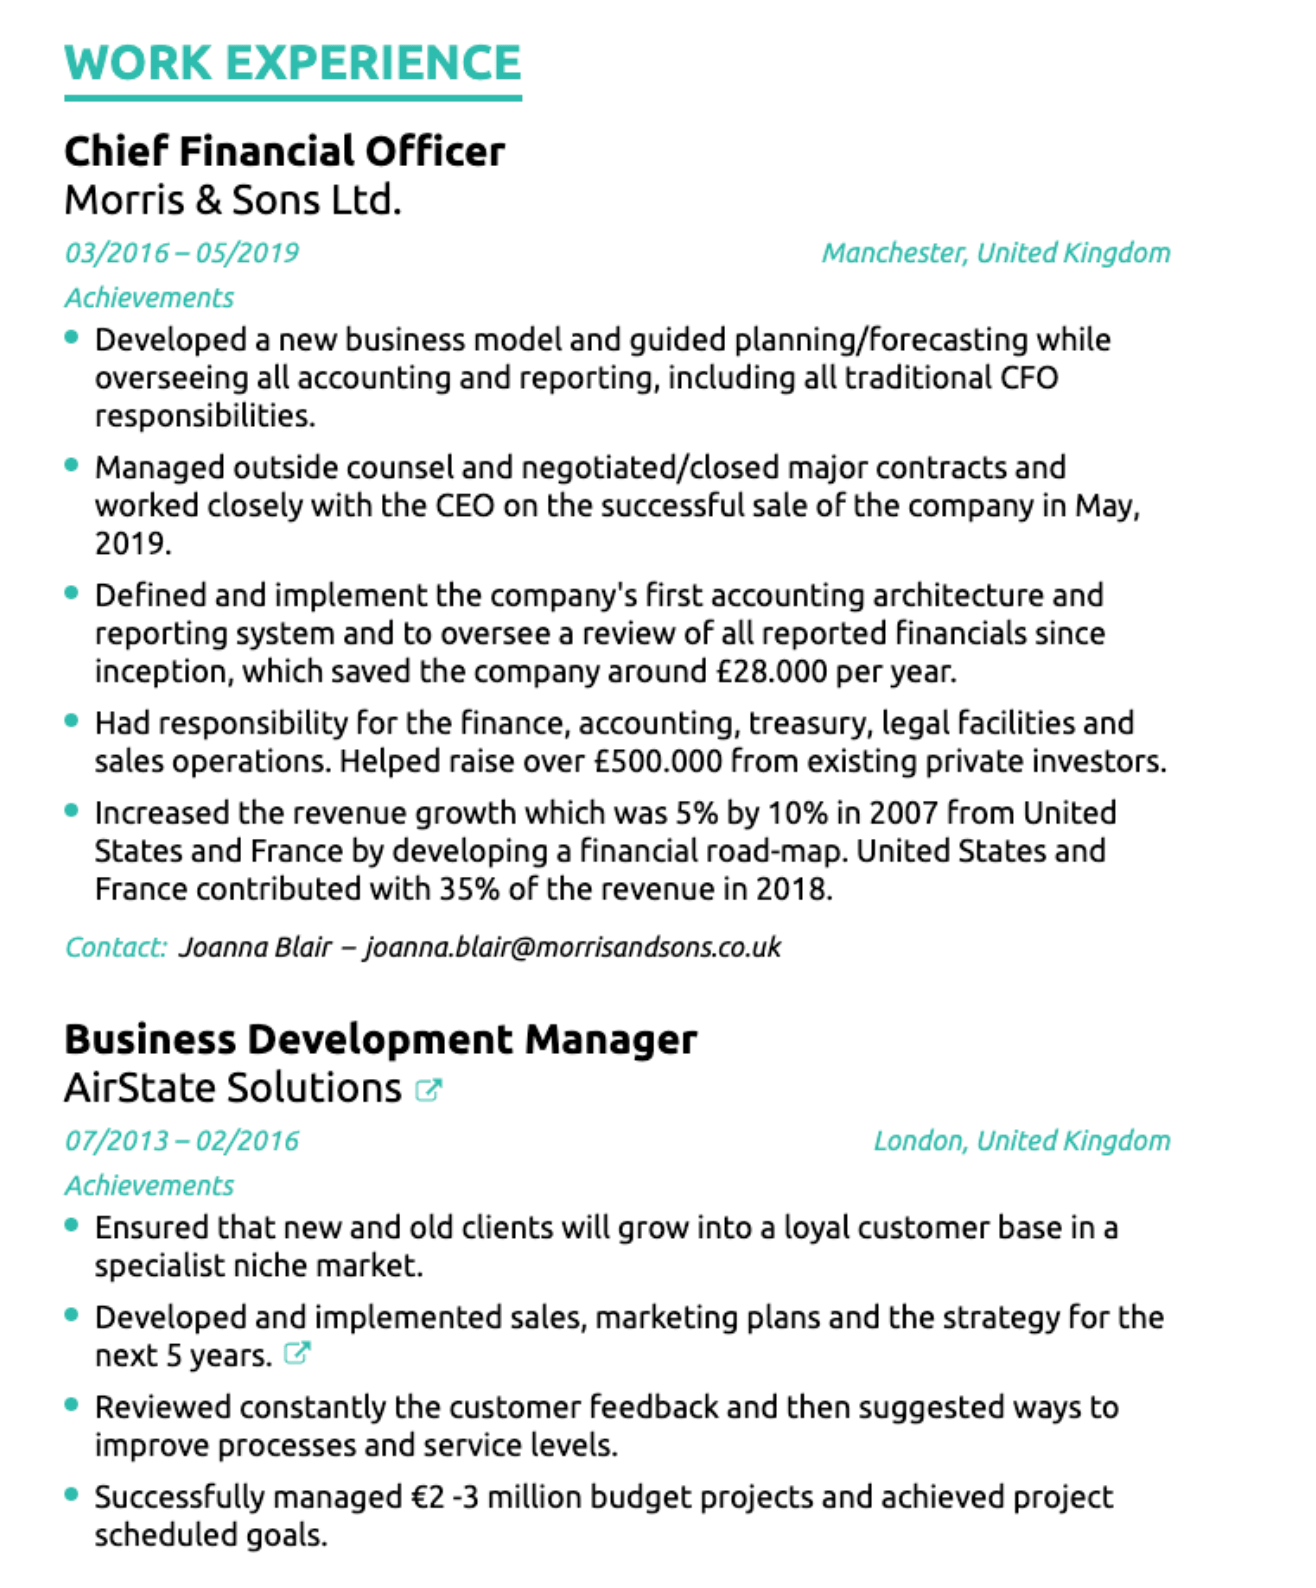 WORK EXPERIENCE
Chief Financial Officer
Morris & Sons Ltd.
03/2016 – 05/2019 Manchester, United Kingdom
Achievements
• Developed a new business model and guided planning/forecasting while
overseeing all accounting and reporting, including all traditional CFO
responsibilities.
• Managed outside counsel and negotiated/closed major contracts and
worked closely with the CEO on the successful sale of the company in May,
2019.
• Defined and implement the company's first accounting architecture and
reporting system and to oversee a review of all reported financials since
inception, which saved the company around £28.000 per year.
• Had responsibility for the finance, accounting, treasury, legal facilities and
sales operations. Helped raise over £500.000 from existing private investors.
• Increased the revenue growth which was 5% by 10% in 2007 from United
States and France by developing a financial road-map. United States and
France contributed with 35% of the revenue in 2018.
Contact: Joanna Blair – joanna.blair@morrisandsons.co.uk
Business Development Manager
AirState Solutions
07/2013 – 02/2016 London, United Kingdom
Achievements
• Ensured that new and old clients will grow into a loyal customer base in a
specialist niche market.
• Developed and implemented sales, marketing plans and the strategy for the
next 5 years.
• Reviewed constantly the customer feedback and then suggested ways to
improve processes and service levels.
• Successfully managed €2 -3 million budget projects and achieved project
scheduled goals.